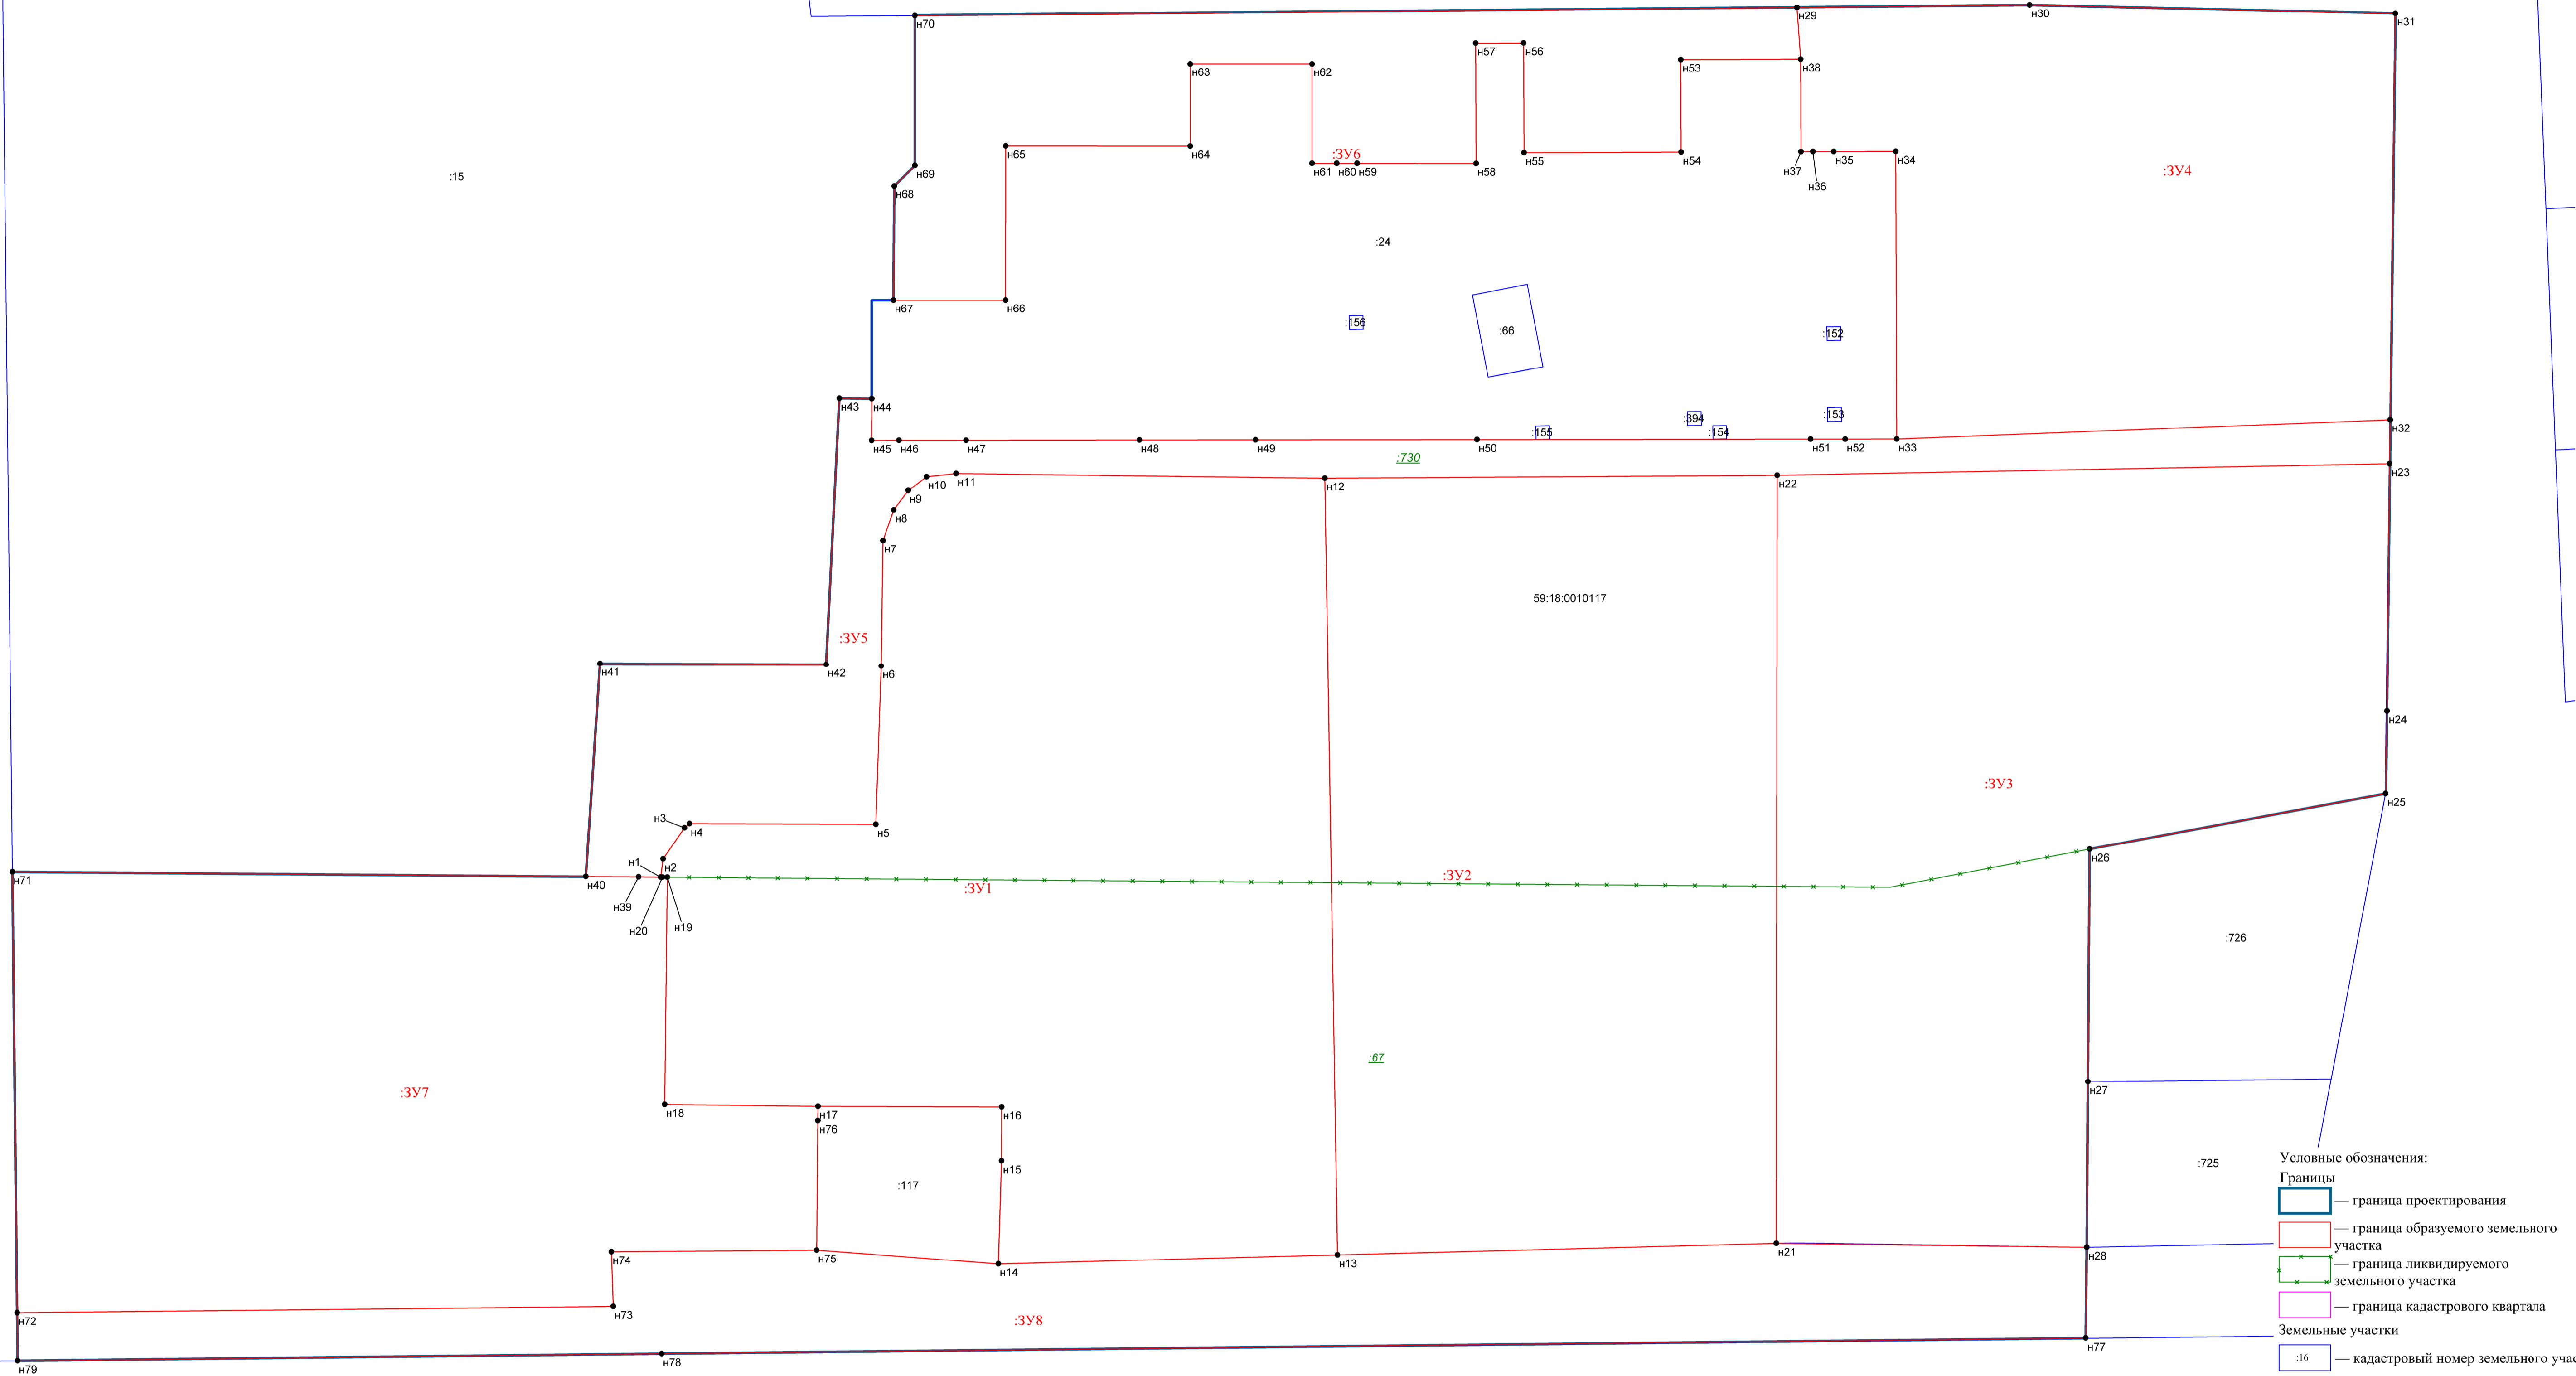 н70
н29
н30
н31
н57
н56
н63
н62
н53
н38
:ЗУ6
н65
н64
н61
н60
н59
н58
н55
н54
н37
н36
н35
н34
:15
н69
:ЗУ4
н68
:24
н67
н66
:156
:66
:152
н43
н44
:394
:153
:155
:154
н45
н46
н47
н48
н49
н50
н51
н52
н33
н32
:730
н10
н11
н12
н22
н23
н9
н8
н7
59:18:0010117
:ЗУ5
н41
н42
н6
н24
:ЗУ3
н25
н3
н4
н5
н26
н1
н2
н71
н40
:ЗУ1
:ЗУ2
н39
н20
н19
:726
:67
:ЗУ7
н27
н18
н17
н16
н76
н15
:117
:725
н74
н75
н14
н13
н21
н28
н73
н72
:ЗУ8
н79
н78
н77
Условные обозначения:
Границы
— граница проектирования
— граница образуемого земельного
участка
— граница ликвидируемого
земельного участка
— граница кадастрового квартала
Земельные участки
:16 — кадастровый номер земельного учас